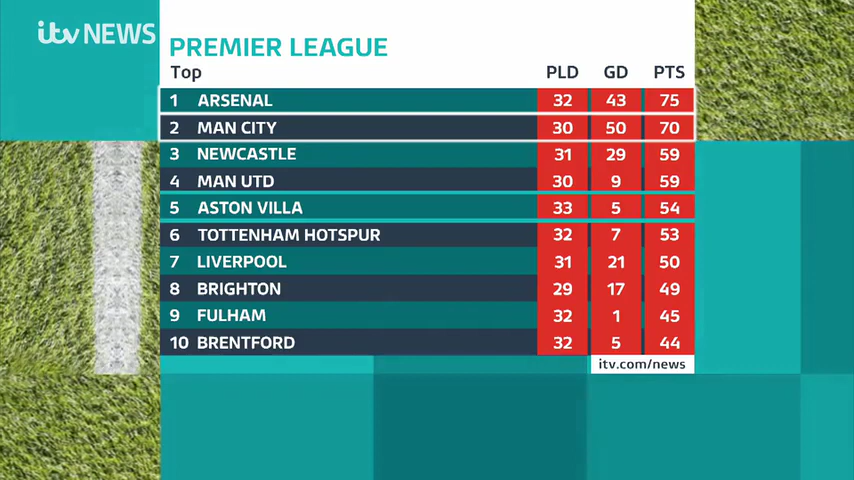 itv NEWS
PREMIER LEAGUE
Top PLD GD PTS
1 ARSENAL 32 43 75
2 MAN CITY 30 50 70
3 NEWCASTLE 31 29 59
4 MAN UTD 30 9 59
5 ASTON VILLA 33 5 54
6 TOTTENHAM HOTSPUR 32 7 53
7 LIVERPOOL 31 21 50
8 BRIGHTON 29 17 49
9 FULHAM 32 1 45
10 BRENTFORD 32 5 44
itv.com/news